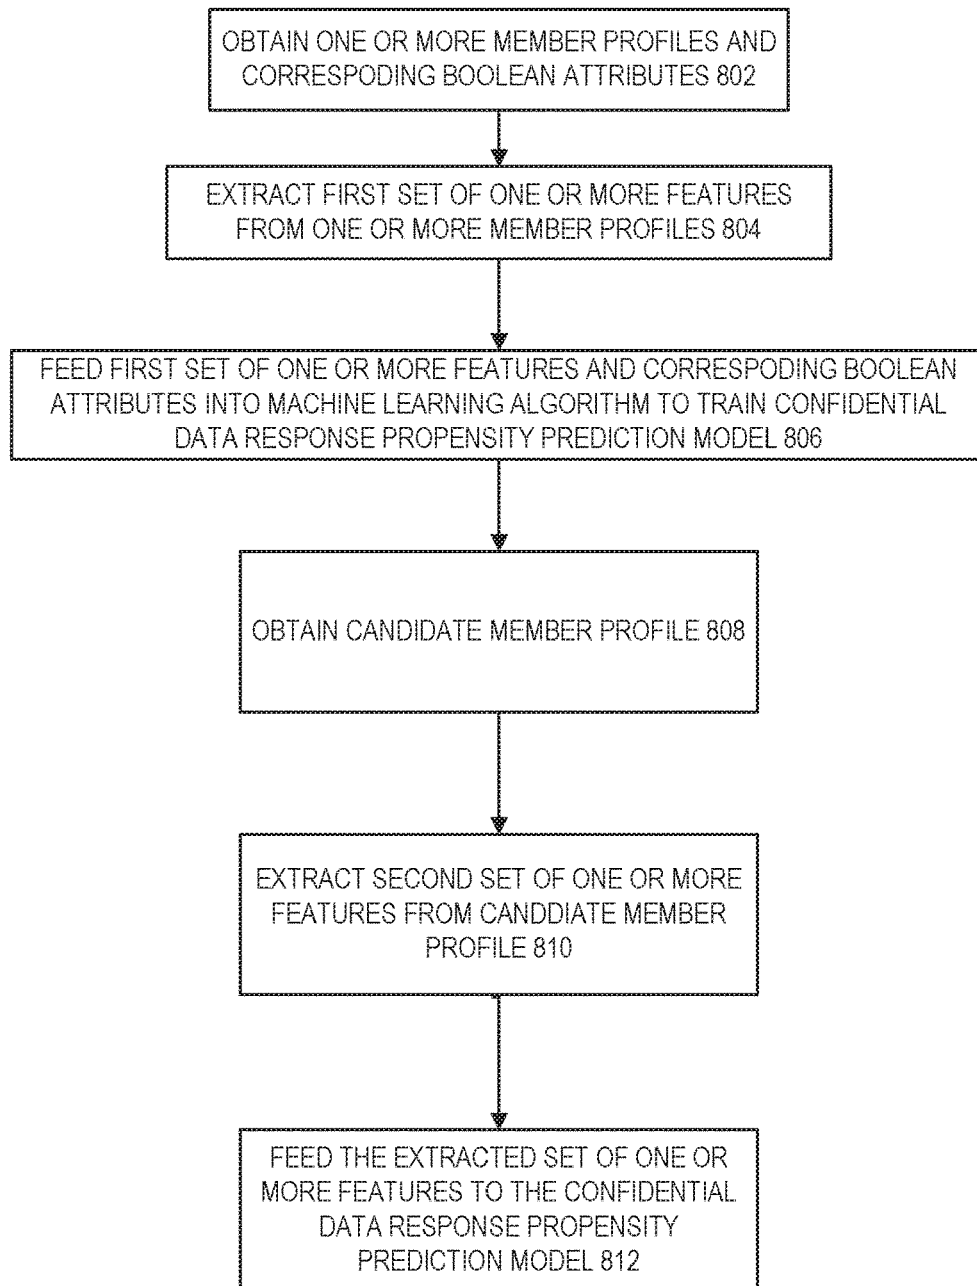 OBTAIN ONE OR MORE MEMBER PROFILES AND
CORRESPODING BOOLEAN ATTRIBUTES 802
EXTRACT FIRST SET OF ONE OR MORE FEATURES
FROM ONE OR MORE MEMBER PROFILES 804
FEED FIRST SET OF ONE OR MORE FEATURES AND CORRESPODING BOOLEAN
ATTRIBUTES INTO MACHINE LEARNING ALGORITHM TO TRAIN CONFIDENTIAL
DATA RESPONSE PROPENSITY PREDICTION MODEL 806
OBTAIN CANDIDATE MEMBER PROFILE 808
EXTRACT SECOND SET OF ONE OR MORE
FEATURES FROM CANDDIATE MEMBER
PROFILE 810
FEED THE EXTRACTED SET OF ONE OR
MORE FEATURES TO THE CONFIDENTIAL
DATA RESPONSE PROPENSITY
PREDICTION MODEL 812